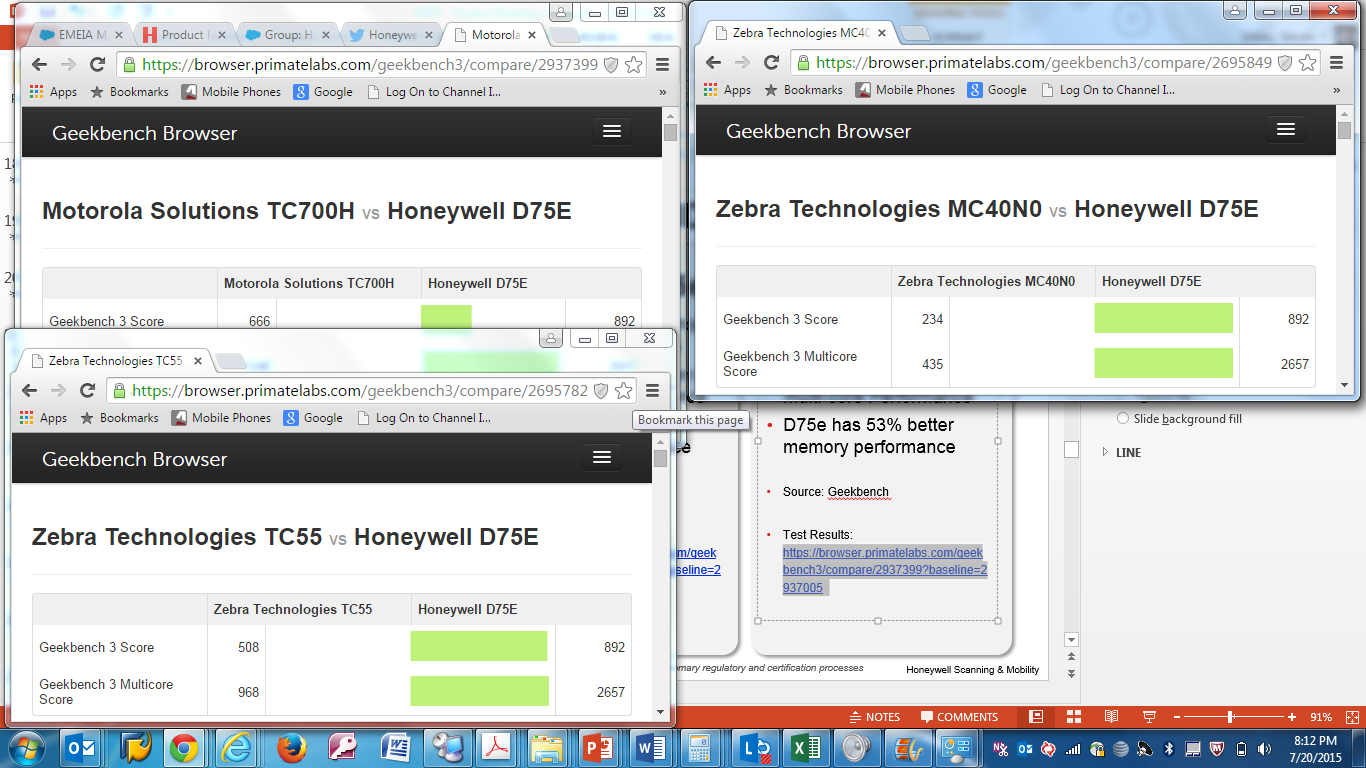 EMEIA M
Product M
Group: H
Honeywe
Motorola
https://browser.primatelabs.com/geekbench3/compare/2937399
Apps
Bookmarks
Mobile Phones
Google
Log On to Channel I...
»
Geekbench Browser
Motorola Solutions TC700H vs Honeywell D75E
Motorola Solutions TC700H Honeywell D75E
Geekbench 3 Score 666 892
Zebra Technologies MC40
https://browser.primatelabs.com/geekbench3/compare/2695849
Apps
Bookmarks
Mobile Phones
Google
Log On to Channel I...
»
Geekbench Browser
Zebra Technologies MC40N0 vs Honeywell D75E
Zebra Technologies MC40N0 Honeywell D75E
Geekbench 3 Score 234 892
Geekbench 3 Multicore
Score 435 2657
Zebra Technologies TC55
https://browser.primatelabs.com/geekbench3/compare/2695782
Apps
Bookmarks
Mobile Phones
Google
Log On to Channel I...
Bookmark this page
Geekbench Browser
Zebra Technologies TC55 vs Honeywell D75E
Zebra Technologies TC55 Honeywell D75E
Geekbench 3 Score 508 892
Geekbench 3 Multicore
Score 968 2657
• D75e has 53% better
memory performance
• Source: Geekbench
• Test Results:
https://browser.primatelabs.com/geek
bench3/compare/2937399?baseline=2
937005
m/geek
seline=2
mary regulatory and certification processes
Honeywell Scanning & Mobility
Slide background fill
LINE
NOTES
COMMENTS
91%
8:12 PM
7/20/2015